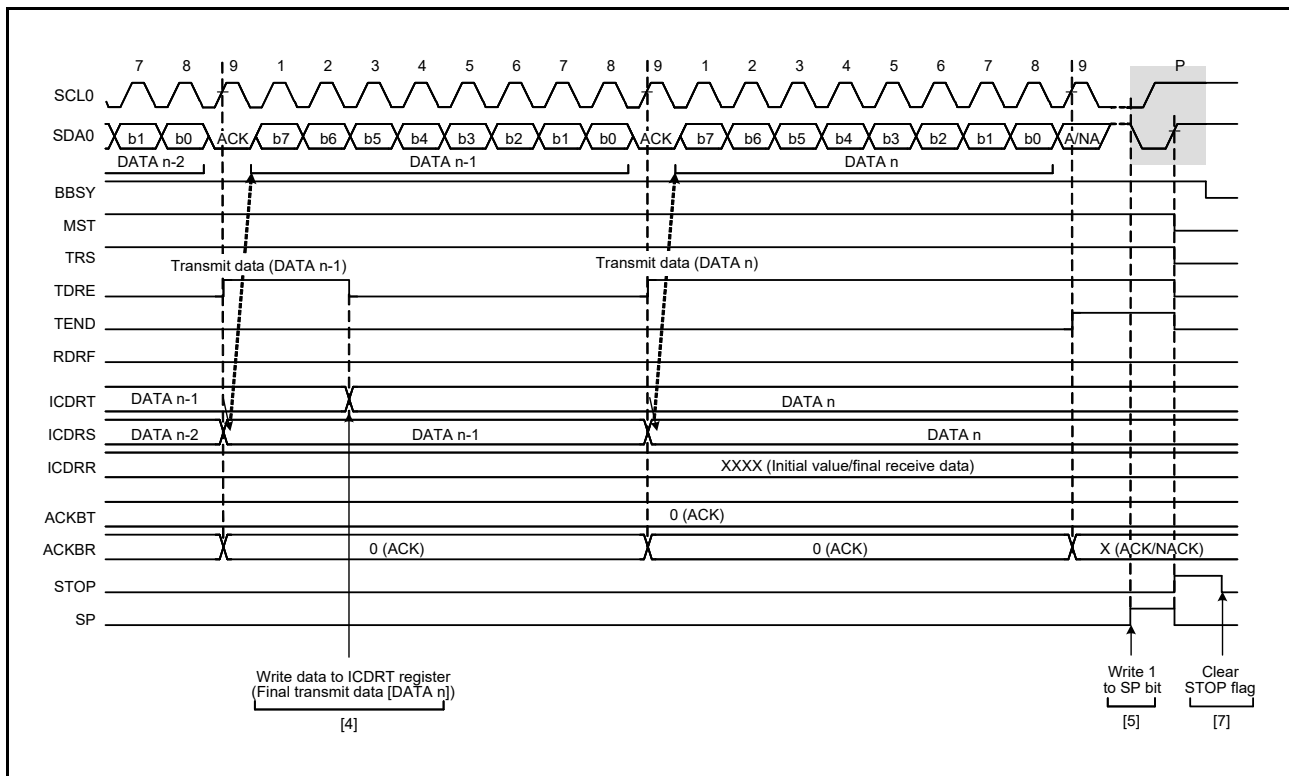 7 8 9 1 2 3 4 5 6 7 8 9 1 2 3 4 5 6 7 8 9 P
SCL0
SDA0 b1 b0 ACK b7 b6 b5 b4 b3 b2 b1 b0 ACK b7 b6 b5 b4 b3 b2 b1 b0 A/NA
DATA n-2 DATA n-1 DATA n
BBSY
MST
TRS
Transmit data (DATA n-1) Transmit data (DATA n)
TDRE
TEND
RDRF
ICDRT DATA n-1 DATA n
ICDRS DATA n-2 DATA n-1 DATA n
ICDRR XXXX (Initial value/final receive data)
ACKBT 0 (ACK)
ACKBR 0 (ACK) 0 (ACK) X (ACK/NACK)
STOP
SP
Write data to ICDRT register
(Final transmit data [DATA n])
[4]
Write 1
to SP bit
[5]
Clear
STOP flag
[7]